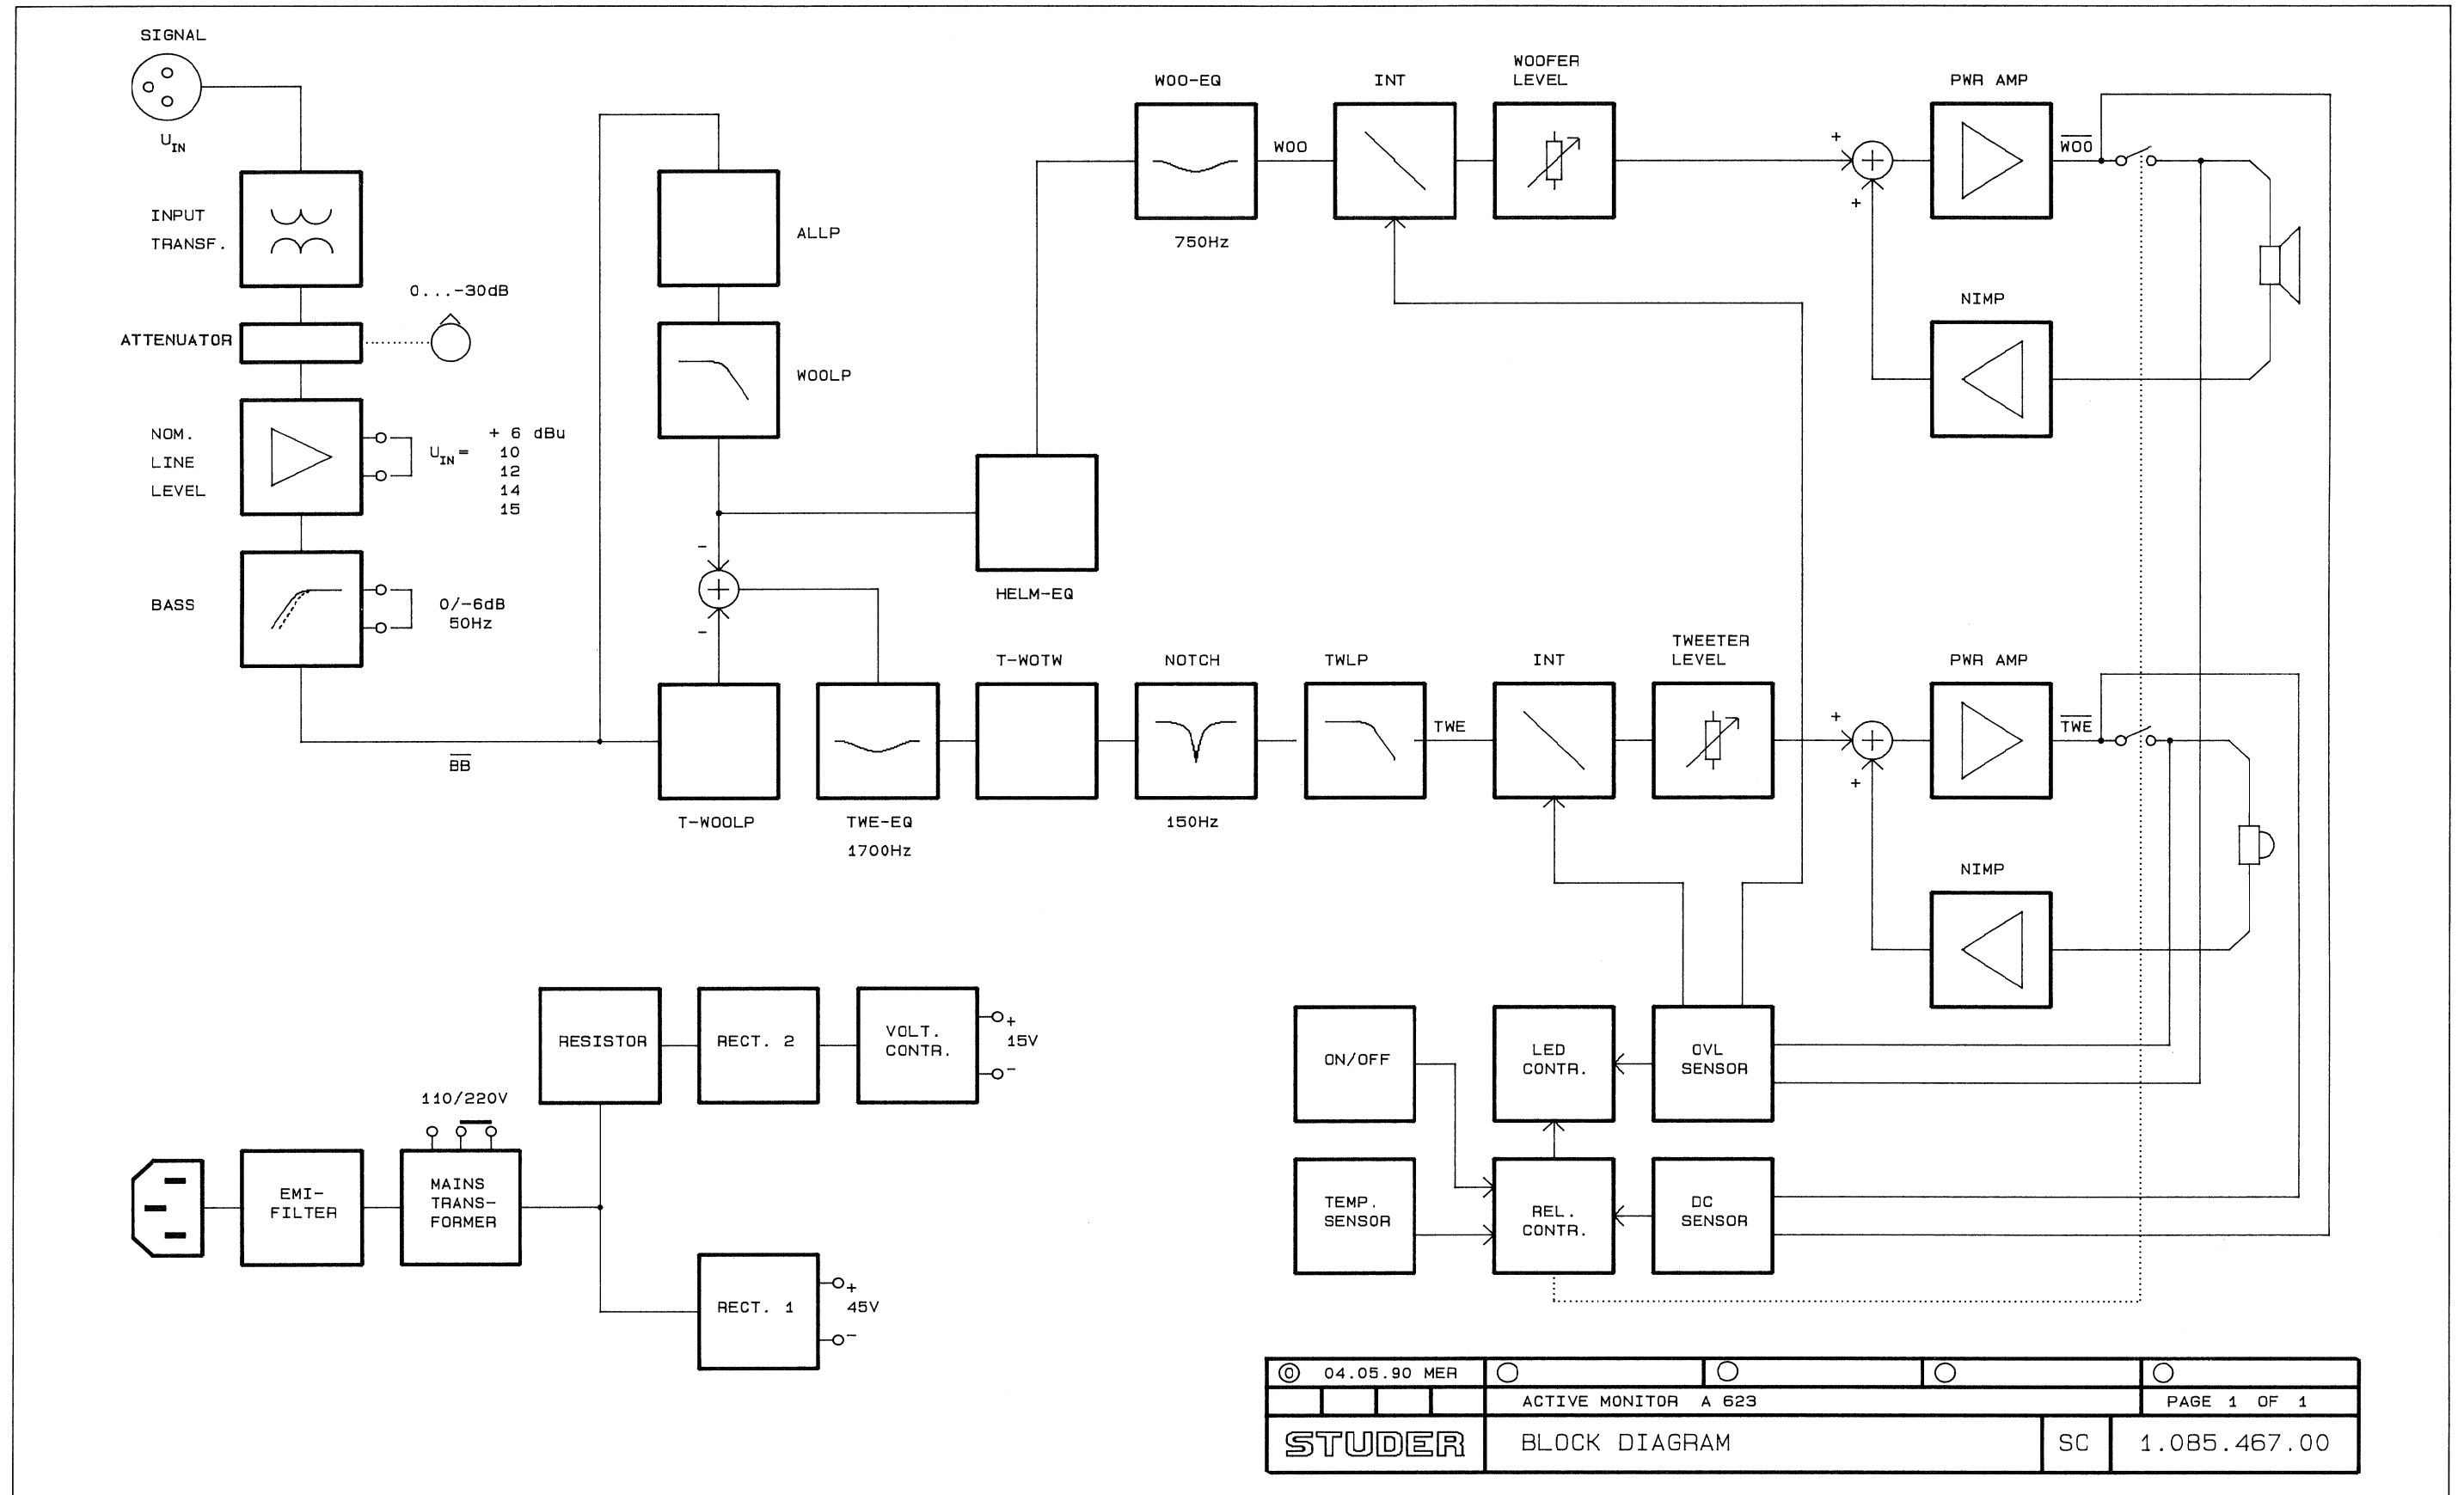 SIGNAL
U IN
INPUT
TRANSF.
ATTENUATOR
0...-30dB
NOM.
LINE
LEVEL
U IN =
+ 6 dBu
10
12
14
15
BASS
0/-6dB
50Hz
BB
ALLP
WOOLP
T-WOOLP
-
-
HELM-EQ
WOO-EQ
750Hz
WOO
INT
WOOFER
LEVEL
+
+
PWR AMP
WOO
NIMP
TWE-EQ
1700Hz
T-WOTW
NOTCH
150Hz
TWLP
TWE
INT
TWEETER
LEVEL
+
+
PWR AMP
TWE
NIMP
RESISTOR
RECT. 2
VOLT.
CONTR.
+
15V
-
110/220V
EMI-
FILTER
MAINS
TRANS-
FORMER
RECT. 1
+
45V
-
ON/OFF
LED
CONTR.
OVL
SENSOR
TEMP.
SENSOR
REL.
CONTR.
DC
SENSOR
0 04.05.90 MER
ACTIVE MONITOR A 623
PAGE 1 OF 1
STUDER
BLOCK DIAGRAM
SC
1.085.467.00